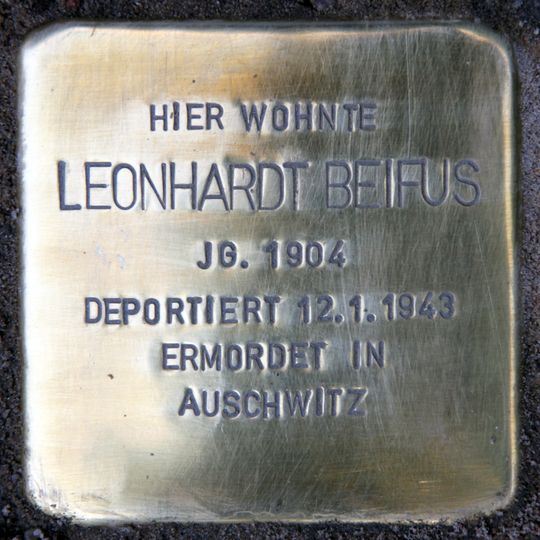 HIER WOHNTE
LEONHARDT BEIFUS
JG. 1904
DEPORTIERT 12.1.1943
ERMORDET IN
AUSCHWITZ